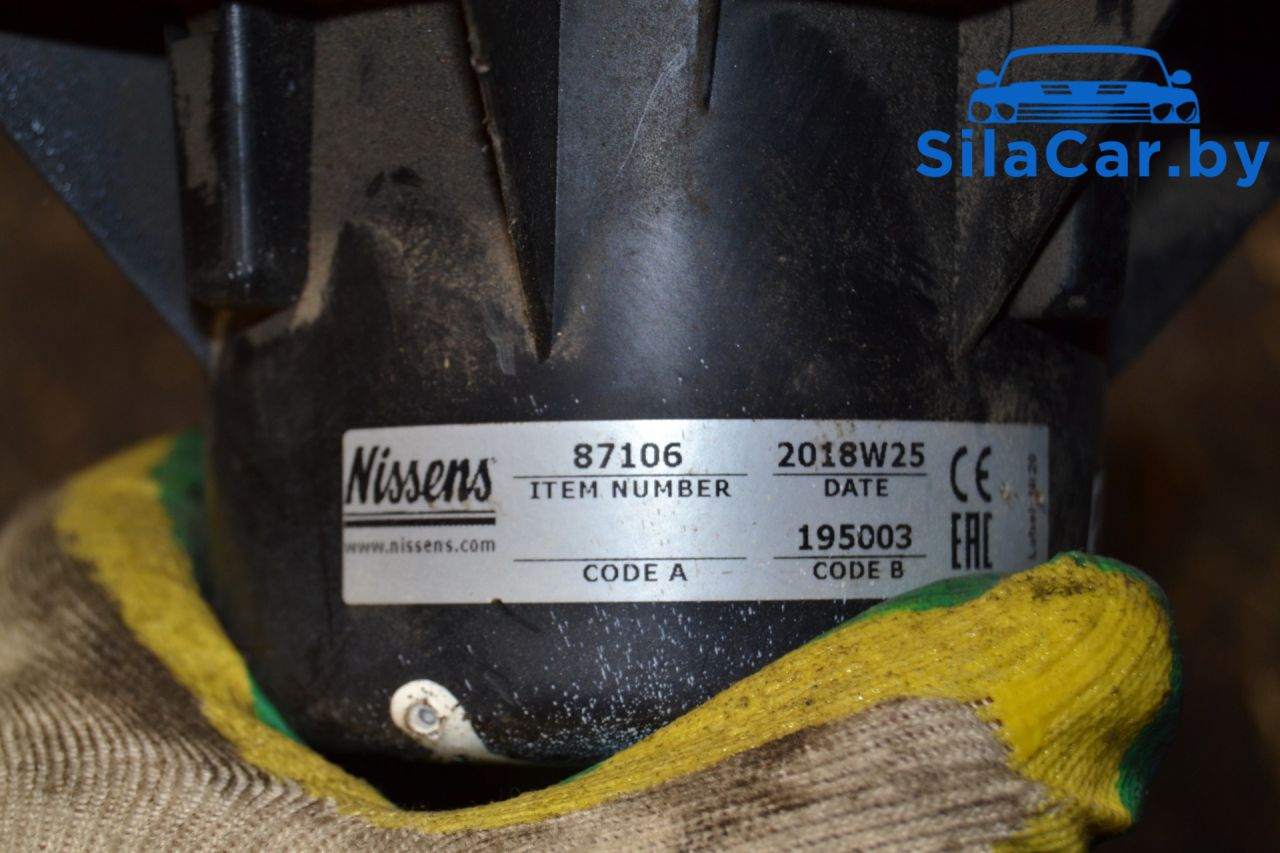 SilaCar.by
Nissens
www.nissens.com
87106
ITEM NUMBER
CODE A
2018W25
DATE
195003
CODE B
CE
EAC